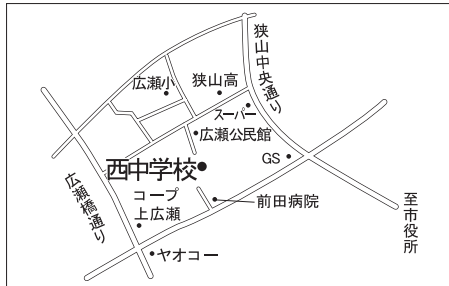 広瀬小
狭山高
狭山中央通り
スーパー
広瀬公民館
GS
西中学校
広瀬橋通り
コープ
上広瀬
前田病院
ヤオコー
至市役所